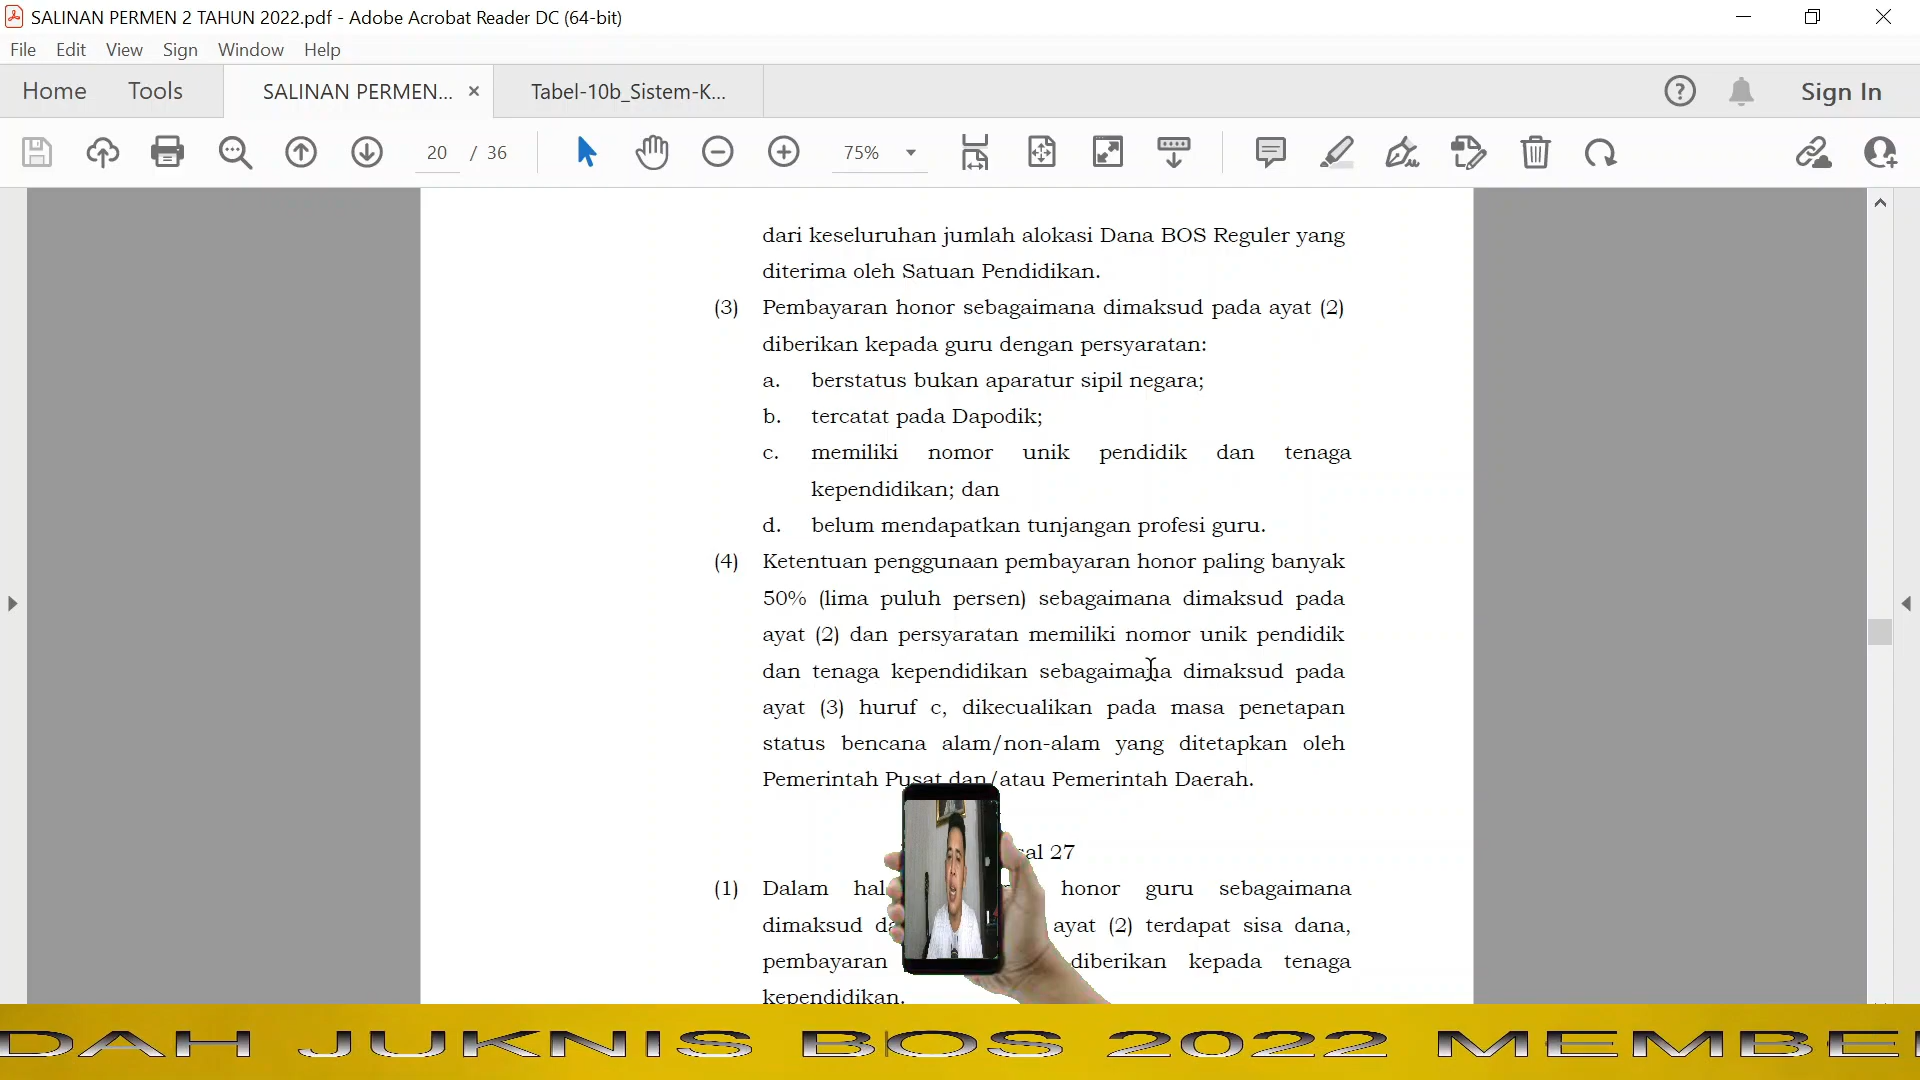 SALINAN PERMEN 2 TAHUN 2022.pdf - Adobe Acrobat Reader DC (64-bit)
File Edit View Sign Window Help
Home Tools SALINAN PERMEN... × Tabel-10b_Sistem-K... Sign In
20 / 36 75%
dari keseluruhan jumlah alokasi Dana BOS Reguler yang
diterima oleh Satuan Pendidikan.
(3) Pembayaran honor sebagaimana dimaksud pada ayat (2)
diberikan kepada guru dengan persyaratan:
a. berstatus bukan aparatur sipil negara;
b. tercatat pada Dapodik;
c. memiliki nomor unik pendidik dan tenaga
kependidikan; dan
d. belum mendapatkan tunjangan profesi guru.
(4) Ketentuan penggunaan pembayaran honor paling banyak
50% (lima puluh persen) sebagaimana dimaksud pada
ayat (2) dan persyaratan memiliki nomor unik pendidik
dan tenaga kependidikan sebagaimana dimaksud pada
ayat (3) huruf c, dikecualikan pada masa penetapan
status bencana alam/non-alam yang ditetapkan oleh
Pemerintah Pusat dan/atau Pemerintah Daerah.
sal 27
(1) Dalam hal honor guru sebagaimana
dimaksud ayat (2) terdapat sisa dana,
pembayaran diberikan kepada tenaga
kependidikan.
DAH JUKNIS BOS 2022 MEMBE